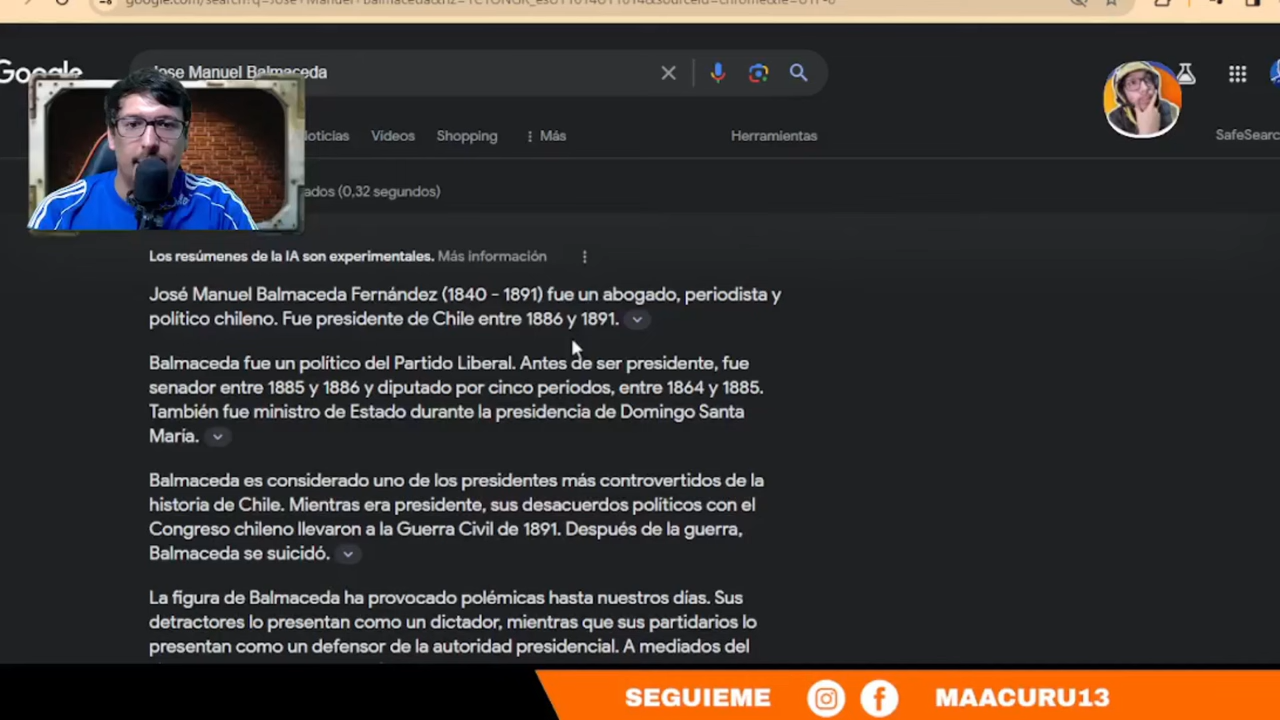 Google
Jose Manuel Balmaceda
Noticias
Vídeos
Shopping
Más
Herramientas
SafeSearc
ados (0,32 segundos)
Los resúmenes de la IA son experimentales. Más información
José Manuel Balmaceda Fernández (1840 - 1891) fue un abogado, periodista y
político chileno. Fue presidente de Chile entre 1886 y 1891.
Balmaceda fue un político del Partido Liberal. Antes de ser presidente, fue
senador entre 1885 y 1886 y diputado por cinco periodos, entre 1864 y 1885.
También fue ministro de Estado durante la presidencia de Domingo Santa
María.
Balmaceda es considerado uno de los presidentes más controvertidos de la
historia de Chile. Mientras era presidente, sus desacuerdos políticos con el
Congreso chileno llevaron a la Guerra Civil de 1891. Después de la guerra,
Balmaceda se suicidó.
La figura de Balmaceda ha provocado polémicas hasta nuestros días. Sus
detractores lo presentan como un dictador, mientras que sus partidarios lo
presentan como un defensor de la autoridad presidencial. A mediados del
SEGUIEME
MAACURU13